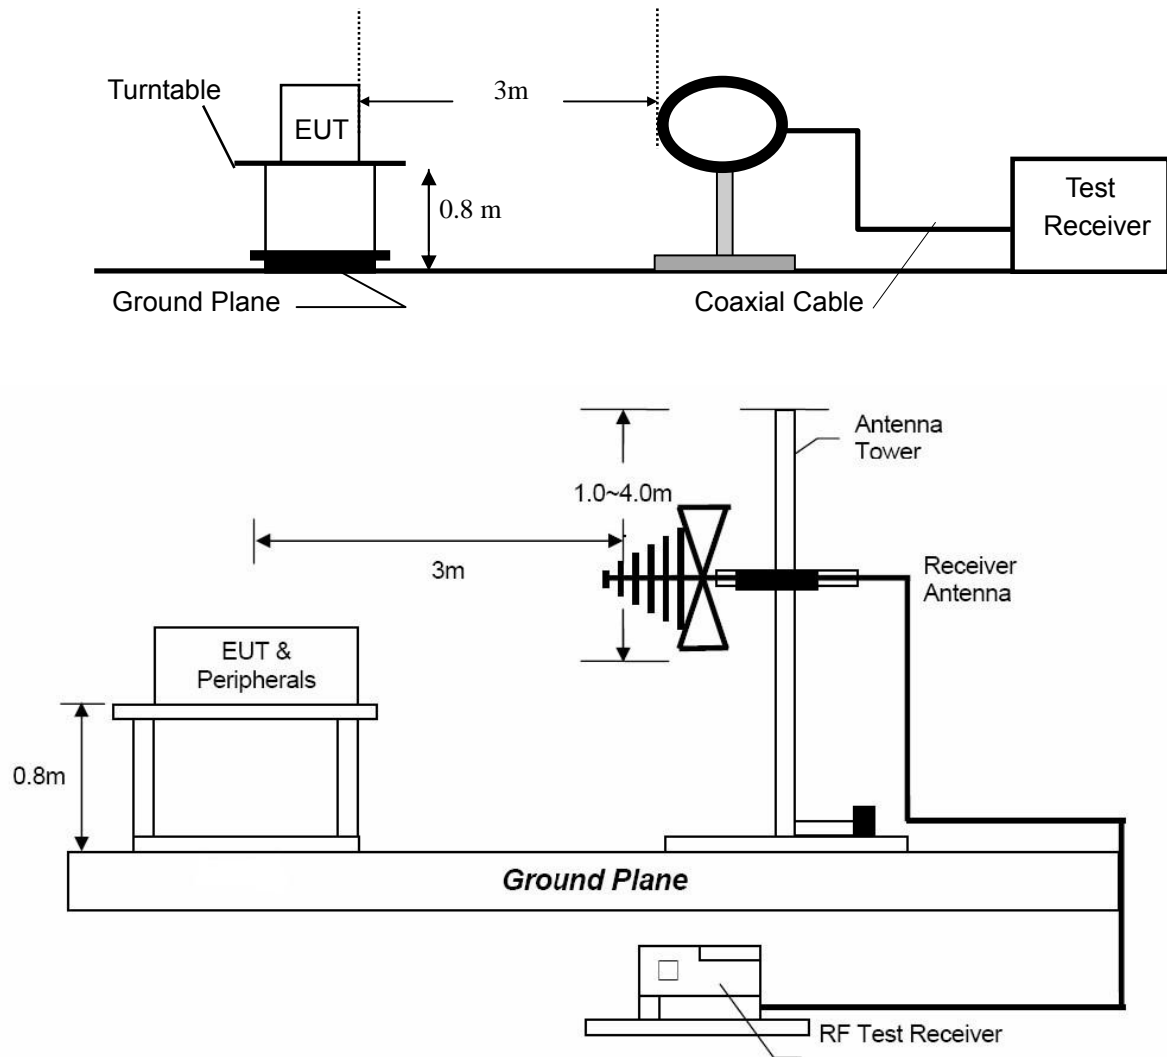 Turntable
EUT
3m
0.8 m
Test
Receiver
Ground Plane
Coaxial Cable
Antenna
Tower
1.0~4.0m
3m
Receiver
Antenna
EUT &
Peripherals
0.8m
Ground Plane
RF Test Receiver